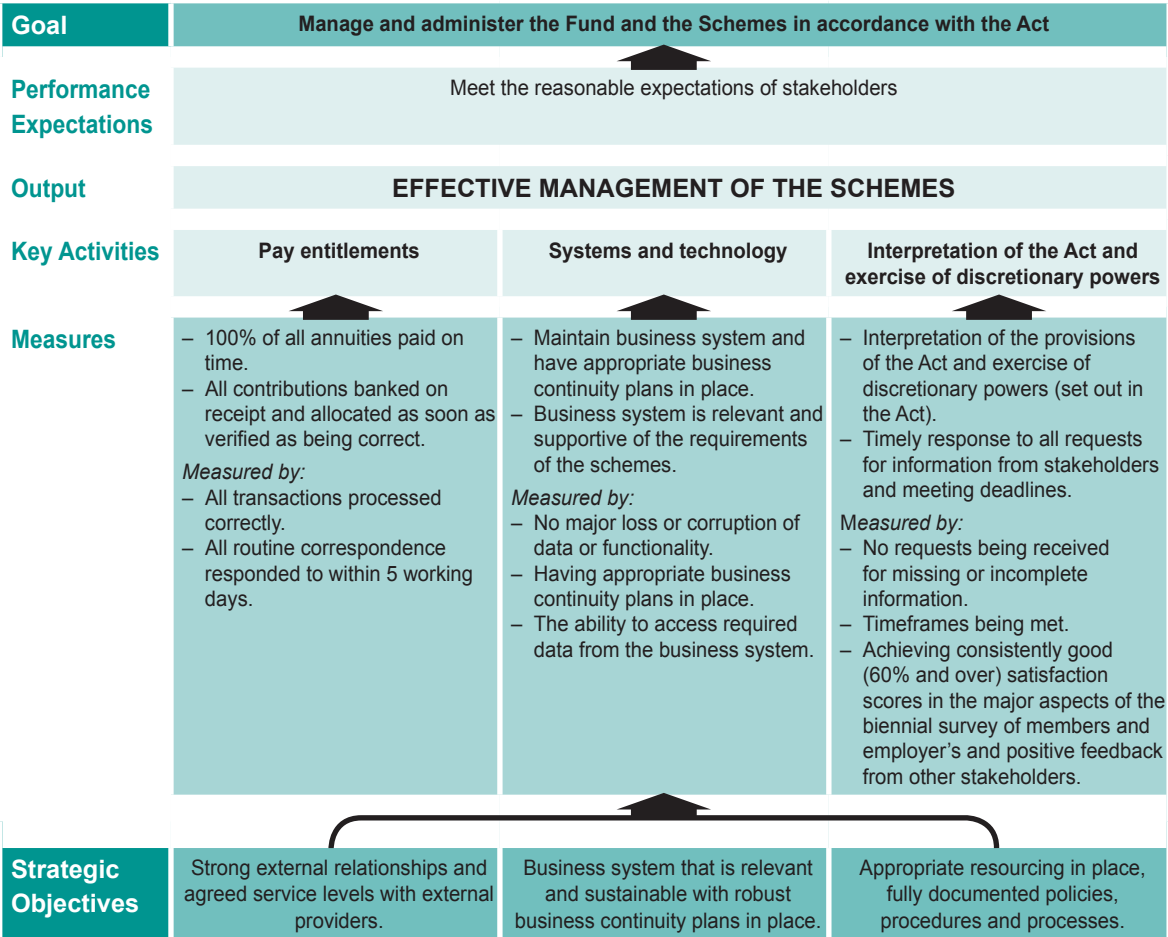 Goal
Manage and administer the Fund and the Schemes in accordance with the Act
Performance
Expectations
Meet the reasonable expectations of stakeholders
Output
EFFECTIVE MANAGEMENT OF THE SCHEMES
Key Activities
Pay entitlements
Systems and technology
Interpretation of the Act and
exercise of discretionary powers
Measures
– 100% of all annuities paid on
time.
– All contributions banked on
receipt and allocated as soon as
verified as being correct.
Measured by:
– All transactions processed
correctly.
– All routine correspondence
responded to within 5 working
days.
– Maintain business system and
have appropriate business
continuity plans in place.
– Business system is relevant and
supportive of the requirements
of the schemes.
Measured by:
– No major loss or corruption of
data or functionality.
– Having appropriate business
continuity plans in place.
– The ability to access required
data from the business system.
– Interpretation of the provisions
of the Act and exercise of
discretionary powers (set out in
the Act).
– Timely response to all requests
for information from stakeholders
and meeting deadlines.
Measured by:
– No requests being received
for missing or incomplete
information.
– Timeframes being met.
– Achieving consistently good
(60% and over) satisfaction
scores in the major aspects of the
biennial survey of members and
employer's and positive feedback
from other stakeholders.
Strategic
Objectives
Strong external relationships and
agreed service levels with external
providers.
Business system that is relevant
and sustainable with robust
business continuity plans in place.
Appropriate resourcing in place,
fully documented policies,
procedures and processes.